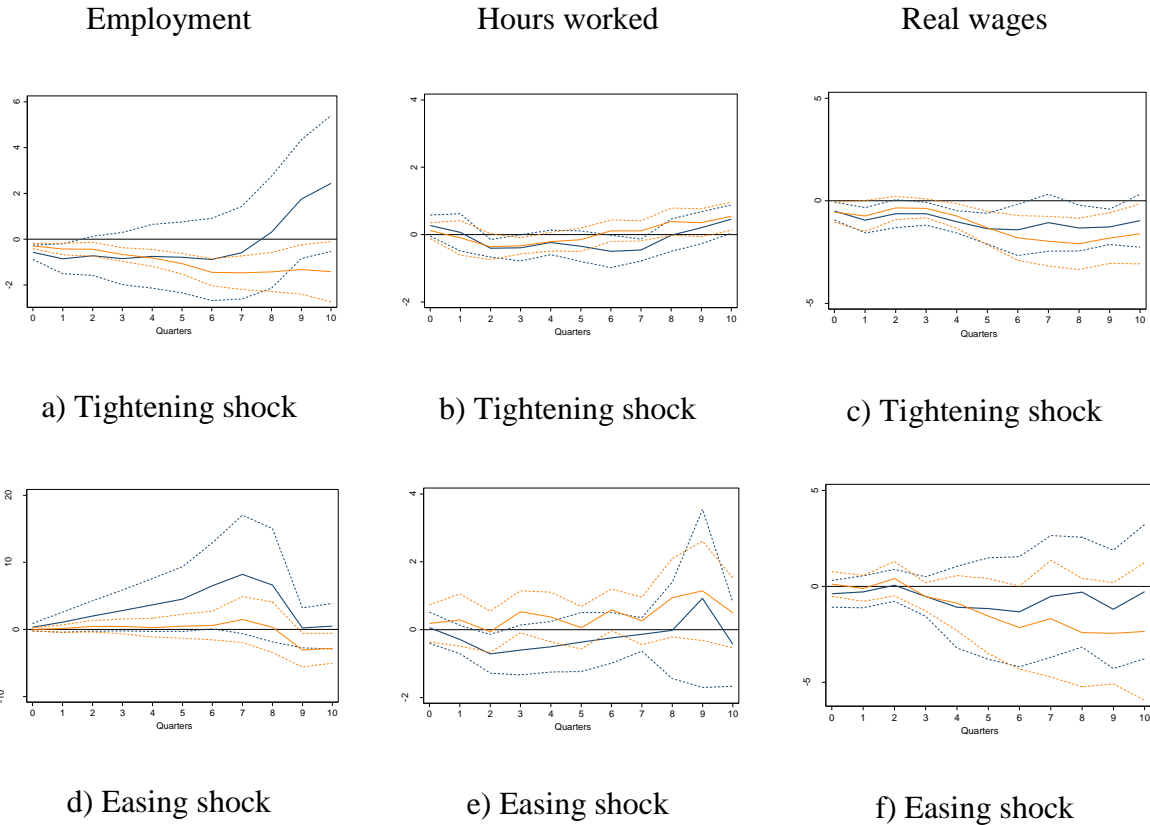 Employment
Hours worked
Real wages
6
4
2
0
-2
0 1 2 3 4 5 6 7 8 9 10
Quarters
4
2
0
-2
0 1 2 3 4 5 6 7 8 9 10
Quarters
5
0
-5
0 1 2 3 4 5 6 7 8 9 10
Quarters
a) Tightening shock
b) Tightening shock
c) Tightening shock
20
10
0
-10
0 1 2 3 4 5 6 7 8 9 10
Quarters
4
2
0
-2
0 1 2 3 4 5 6 7 8 9 10
Quarters
5
0
-5
0 1 2 3 4 5 6 7 8 9 10
Quarters
d) Easing shock
e) Easing shock
f) Easing shock